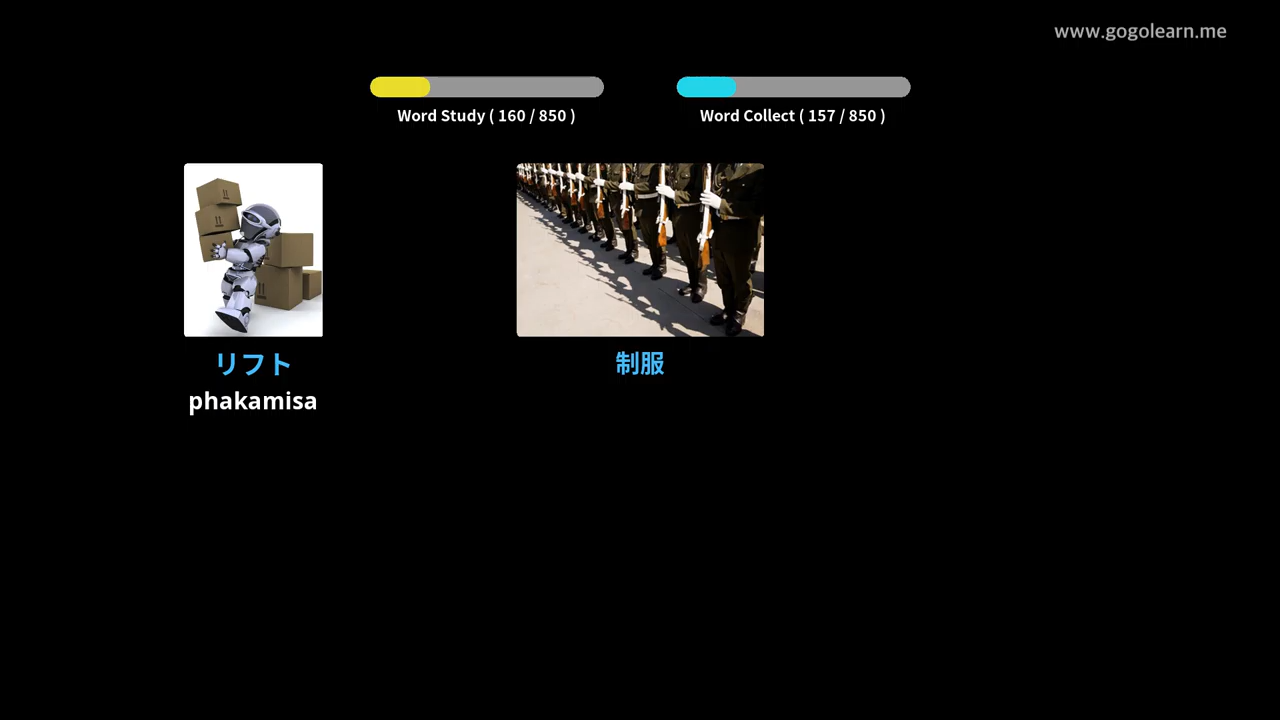 www.gogolearn.me
Word Study ( 160 / 850 )
Word Collect ( 157 / 850 )
リフト
phakamisa
制服